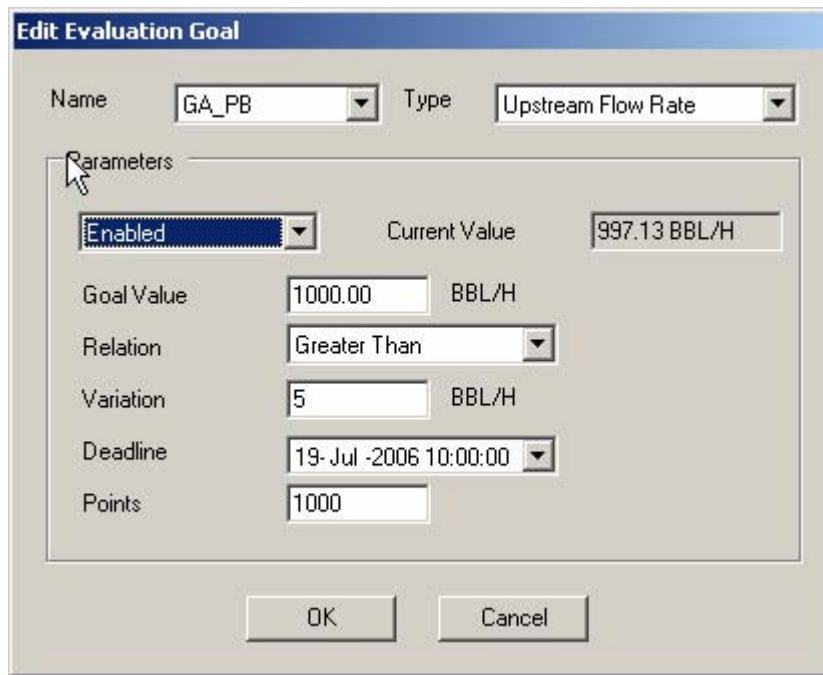 Edit Evaluation Goal
Name GA_PB Type Upstream Flow Rate
Parameters
Enabled Current Value 997.13 BBL/H
Goal Value 1000.00 BBL/H
Relation Greater Than
Variation 5 BBL/H
Deadline 19- Jul -2006 10:00:00
Points 1000
OK Cancel